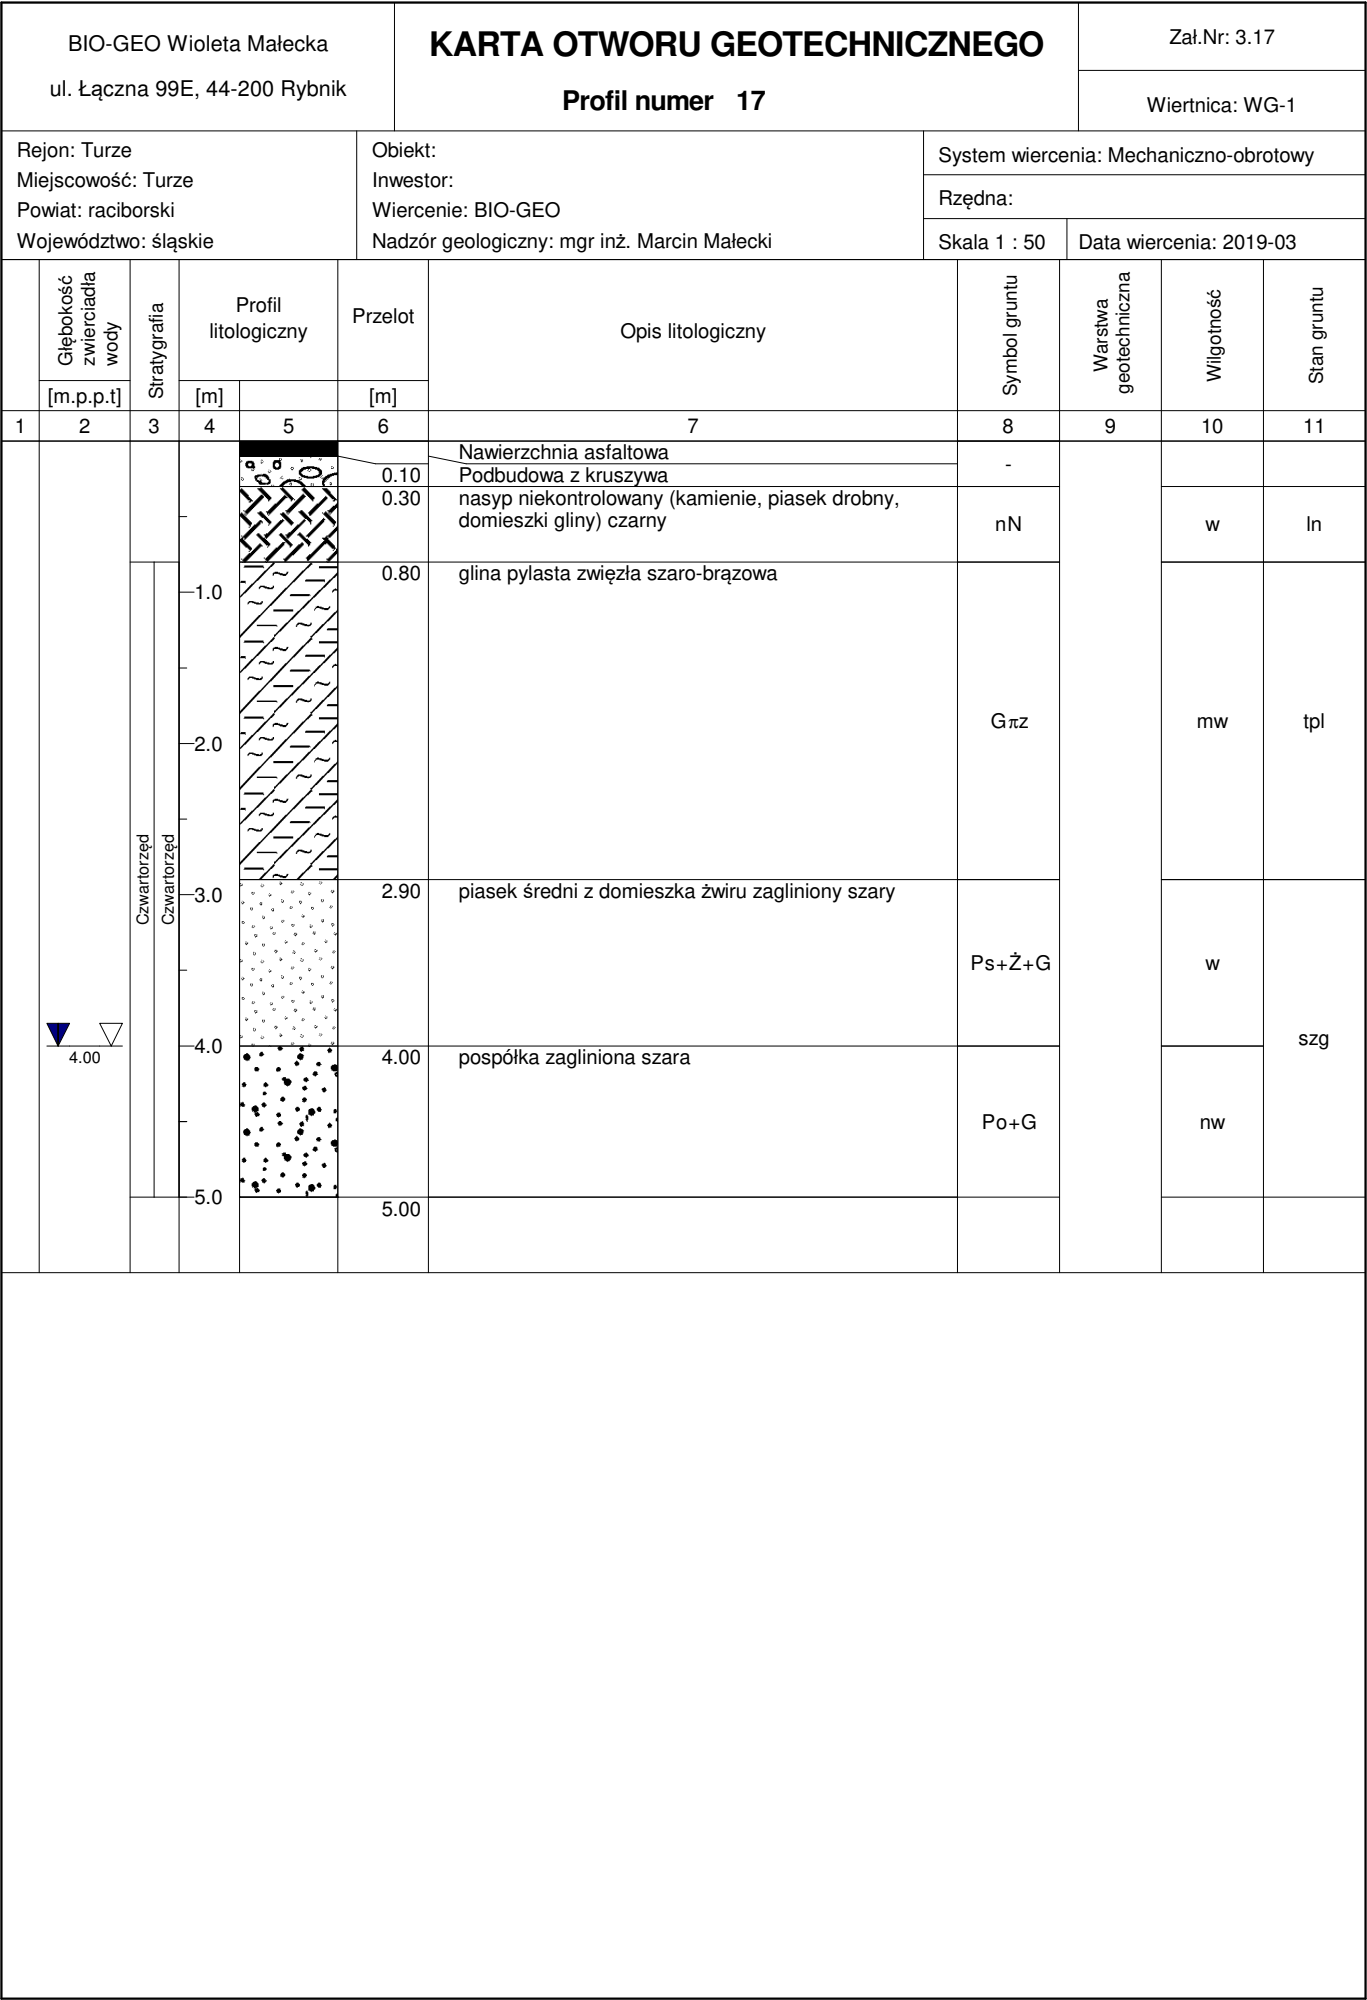 BIO-GEO Wioleta Małecka
ul. Łączna 99E, 44-200 Rybnik
KARTA OTWORU GEOTECHNICZNEGO
Profil numer 17
Zał.Nr: 3.17
Wiertnica: WG-1
Rejon: Turze
Miejscowość: Turze
Powiat: raciborski
Województwo: śląskie
Obiekt:
Inwestor:
Wiercenie: BIO-GEO
Nadzór geologiczny: mgr inż. Marcin Małecki
System wiercenia: Mechaniczno-obrotowy
Rzędna:
Skala 1 : 50
Data wiercenia: 2019-03
Głębokość
zwierciadła
wody
[m.p.p.t]
Stratygrafia
Profil
litologiczny
[m]
Przelot
[m]
Opis litologiczny
Symbol gruntu
Warstwa
geotechniczna
Wilgotność
Stan gruntu
1 2 3 4 5 6 7 8 9 10 11
Nawierzchnia asfaltowa
0.10 Podbudowa z kruszywa
-
0.30 nasyp niekontrolowany (kamienie, piasek drobny,
domieszki gliny) czarny
nN w ln
0.80 glina pylasta zwięzła szaro-brązowa
1.0
Gπz mw tpl
2.0
Czwartorzęd
Czwartorzęd
3.0
2.90 piasek średni z domieszka żwiru zagliniony szary
Ps+Ż+G w
szg
4.00
4.0
4.00 pospółka zagliniona szara
Po+G nw
5.0
5.00